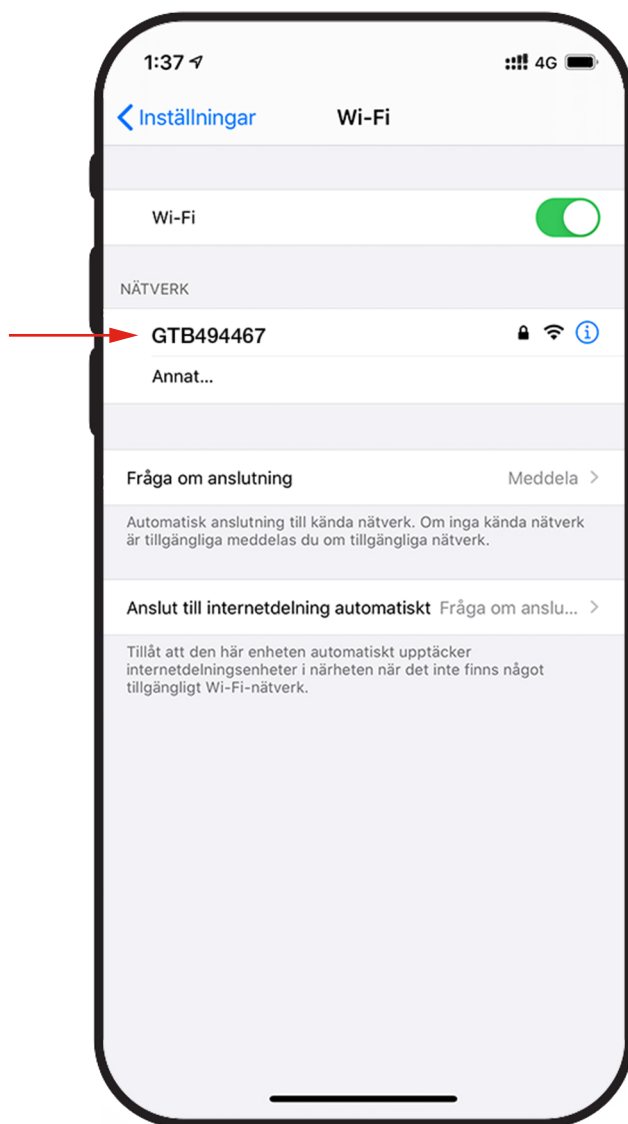 1:37 4G
Inställningar Wi-Fi
Wi-Fi
NÄTVERK
GTB494467
Annat...
Fråga om anslutning Meddela
Automatisk anslutning till kända nätverk. Om inga kända nätverk
är tillgängliga meddelas du om tillgängliga nätverk.
Anslut till internetdelning automatiskt Fråga om anslu...
Tillåt att den här enheten automatiskt upptäcker
internetdelningsenheter i närheten när det inte finns något
tillgängligt Wi-Fi-nätverk.